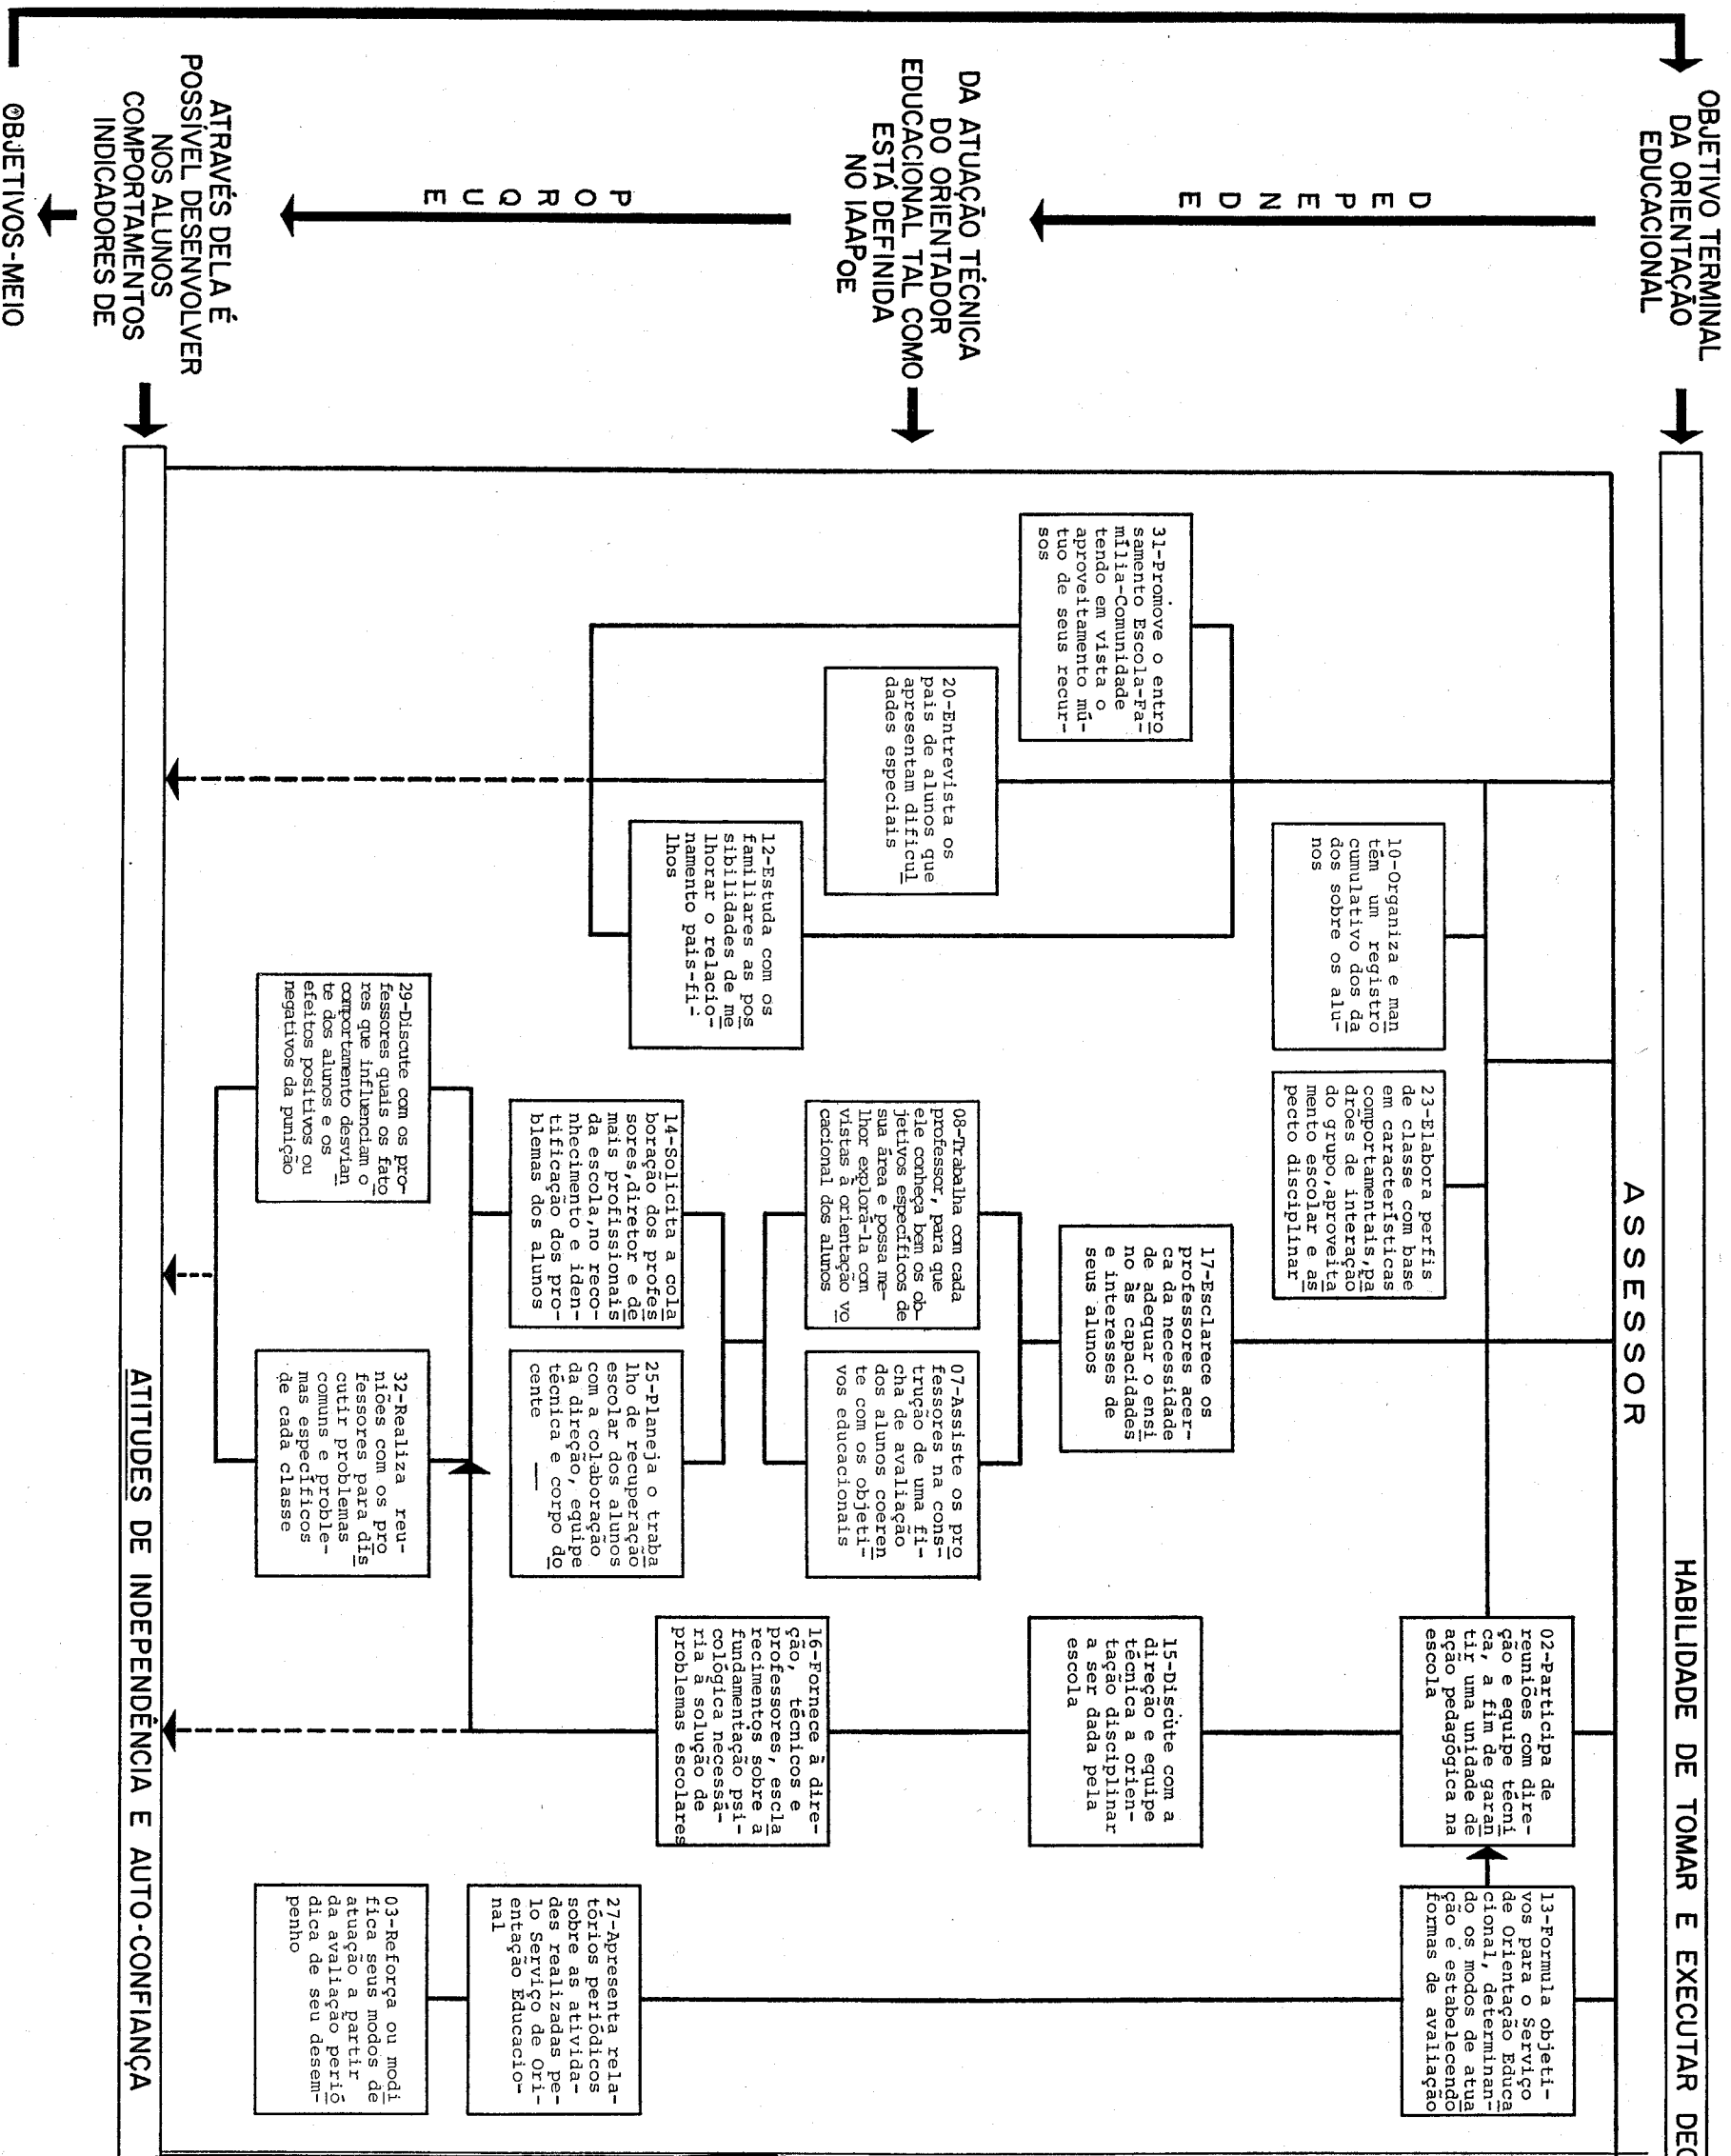 OBJETIVO TERMINAL
DA ORIENTAÇÃO
EDUCACIONAL
DEPENDE
DA ATUAÇÃO TÉCNICA
DO ORIENTADOR
EDUCACIONAL TAL COMO
ESTÁ DEFINIDA
NO IAAPOE
PORQUE
ATRAVÉS DELA É
POSSÍVEL DESENVOLVER
NOS ALUNOS
COMPORTAMENTOS
INDICADORES DE
OBJETIVOS-MEIO
HABILIDADE DE TOMAR E EXECUTAR DEC
ASSESSOR
31-Promove o entro
samento Escola-Fa-
mília-Comunidade
tendo em vista o
aproveitamento mú-
tuo de seus recur-
sos
20-Entrevista os
pais de alunos que
apresentam dificul
dades especiais
12-Estuda com os
familiares as pos
sibilidades de me
lhorar o relacio-
namento pais-fi-
lhos
10-Organiza e man
têm um registro
cumulativo dos da
dos sobre os alu-
nos
23-Elabora perfis
de classe com base
em características
comportamentais,pa
drões de interação
do grupo,aproveita
mento escolar e as
pecto disciplinar
17-Esclarece os
professores acer-
ca da necessidade
de adequar o ensi
no às capacidades
e interesses de
seus alunos
08-Trabalha com cada
professor, para que
ele conheça bem os ob-
jetivos específicos de
sua área e possa me-
lhor explorá-la com
vistas à orientação vo
cacional dos alunos
07-Assiste os pro
fessores na cons-
trução de uma fi-
cha de avaliação
dos alunos coeren
te com os objeti-
vos educacionais
14-Solicita a cola
boração dos profes
sores,diretor e de
mais profissionais
da escola,no reco-
nhecimento e iden-
tificação dos pro-
blemas dos alunos
25-Planeja o traba
lho de recuperação
escolar dos alunos
com a colaboração
da direção, equipe
técnica e corpo do
cente
29-Discute com os pro-
fessores quais os fato
res que influenciam o
comportamento desvian
te dos alunos e os
efeitos positivos ou
negativos da punição
32-Realiza reu-
niões com os pro
fessores para dis
cutir problemas
comuns e proble-
mas específicos
de cada classe
02-Participa de
reuniões com dire-
ção e equipe técni
ca, a fim de garan
tir uma unidade de
ação pedagógica na
escola
15-Discute com a
direção e equipe
técnica a orien-
tação disciplinar
a ser dada pela
escola
16-Fornece à dire-
ção, técnicos e
professores, escla
recimentos sobre a
fundamentação psi-
cológica necessá-
ria à solução de
problemas escolares
13-Formula objeti-
vos para o Serviço
de Orientação Educa
cional, determinan-
do os modos de atua
ção e estabelecendo
formas de avaliação
27-Apresenta rela-
tórios periódicos
sobre as ativida-
des realizadas pe-
lo Serviço de Ori-
entação Educacio-
nal
03-Reforça ou modi
fica seus modos de
atuação a partir
da avaliação perió
dica de seu desem-
penho
ATITUDES DE INDEPENDÊNCIA E AUTO-CONFIANÇA